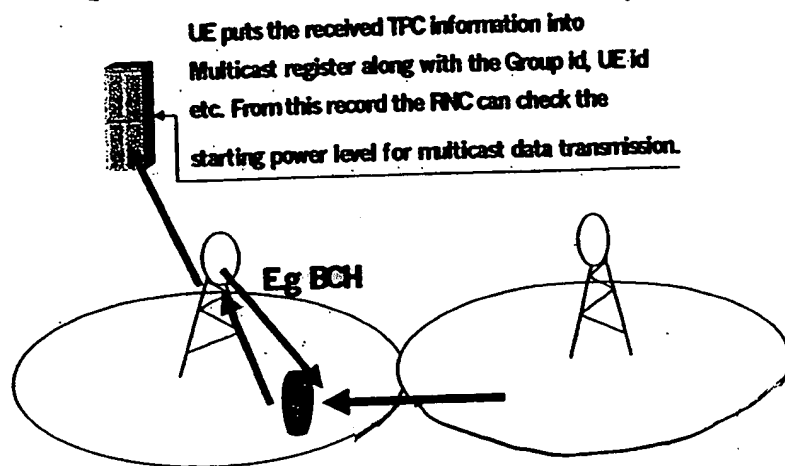 UE puts the received TPC information into
Multicast register along with the Group id, UE id
etc. From this record the RNC can check the
starting power level for multicast data transmission.
E.g BCH